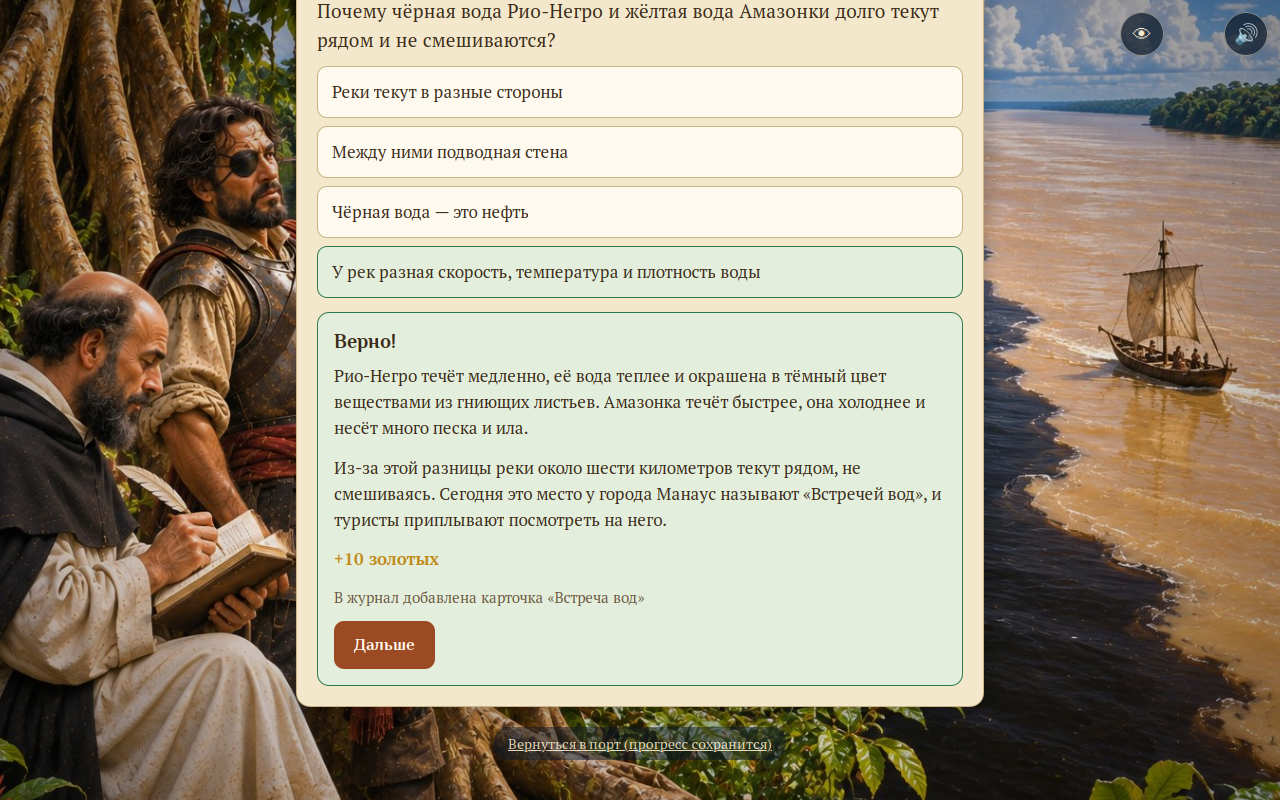 Почему чёрная вода Рио-Негро и жёлтая вода Амазонки долго текут
рядом и не смешиваются?
Реки текут в разные стороны
Между ними подводная стена
Чёрная вода — это нефть
У рек разная скорость, температура и плотность воды
Верно!
Рио-Негро течёт медленно, её вода теплее и окрашена в тёмный цвет
веществами из гниющих листьев. Амазонка течёт быстрее, она холоднее и
несёт много песка и ила.
Из-за этой разницы реки около шести километров текут рядом, не
смешиваясь. Сегодня это место у города Манаус называют «Встречей вод», и
туристы приплывают посмотреть на него.
+10 золотых
В журнал добавлена карточка «Встреча вод»
Дальше
Вернуться в порт (прогресс сохранится)